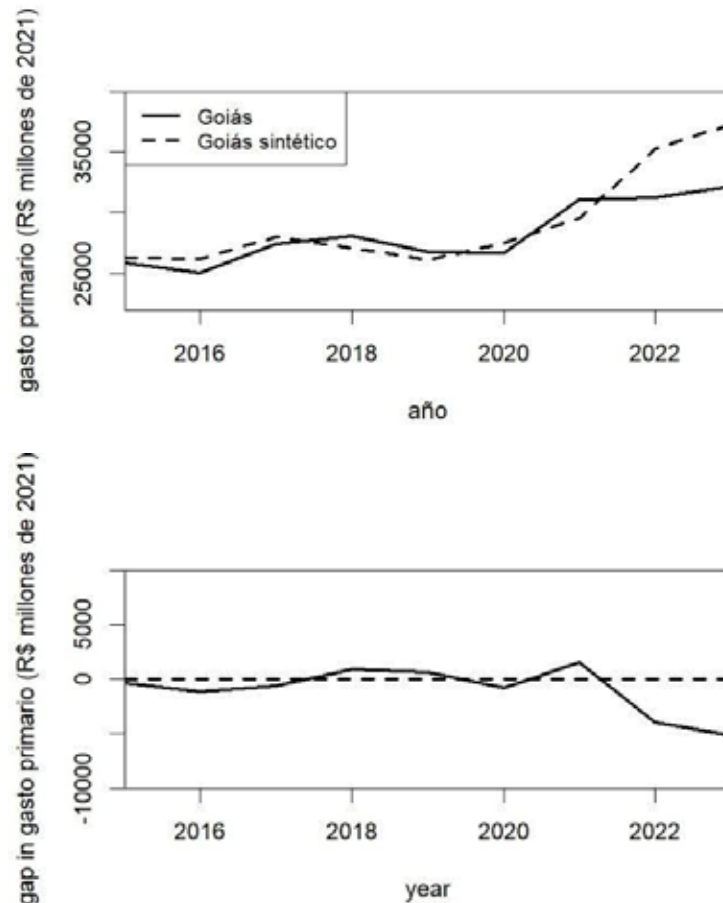 gasto primario (R$ millones de 2021)
35000
25000
Goiás
Goiás sintético
2016 2018 2020 2022
año
gap in gasto primario (R$ millones de 2021)
5000
0
-10000
2016 2018 2020 2022
year